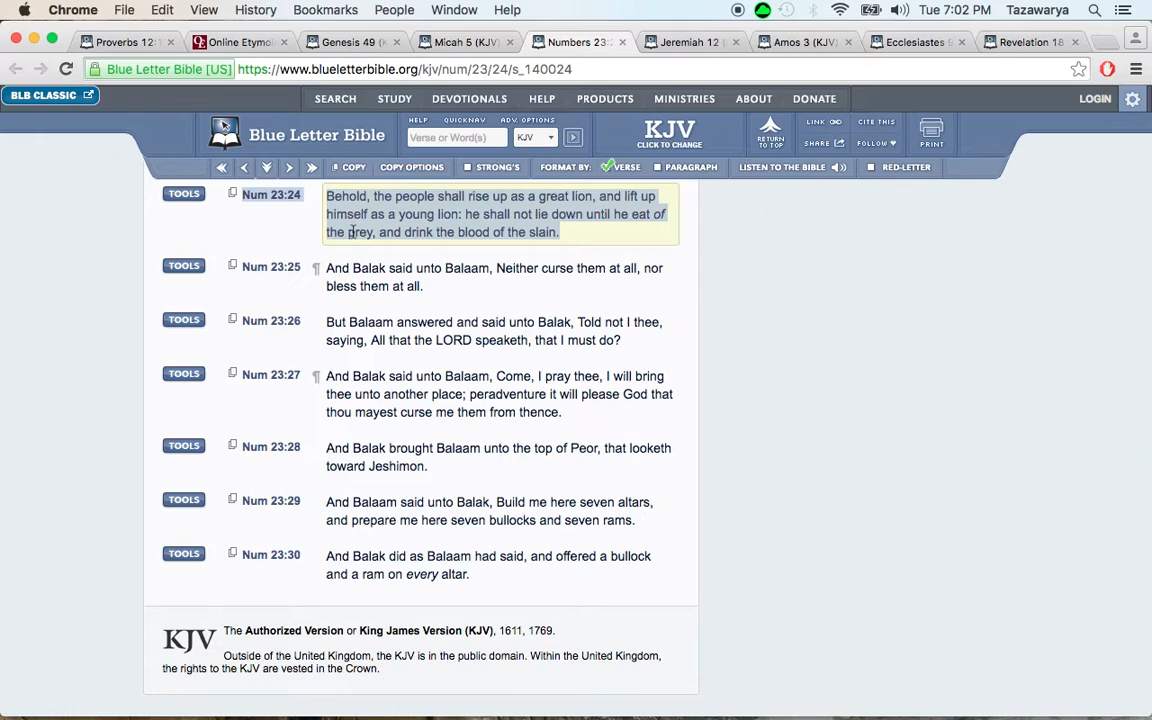 Chrome File Edit View History Bookmarks People Window Help Tue 7:02 PM Tazawarya
Proverbs 12:1 Online Etymol Genesis 49 (K Micah 5 (KJV) Numbers 23: Jeremiah 12 ( Amos 3 (KJV) Ecclesiastes 9 Revelation 18
Blue Letter Bible [US] https://www.blueletterbible.org/kjv/num/23/24/s_140024
BLB CLASSIC SEARCH STUDY DEVOTIONALS HELP PRODUCTS MINISTRIES ABOUT DONATE LOGIN
HELP QUICKNAV ADV. OPTIONS
Blue Letter Bible Verse or Word(s) KJV
KJV
CLICK TO CHANGE
RETURN
TO TOP
LINK CITE THIS
SHARE FOLLOW
PRINT
COPY COPY OPTIONS STRONG'S FORMAT BY: VERSE PARAGRAPH LISTEN TO THE BIBLE RED-LETTER
TOOLS Num 23:24 Behold, the people shall rise up as a great lion, and lift up
himself as a young lion: he shall not lie down until he eat of
the prey, and drink the blood of the slain.
TOOLS Num 23:25 ¶ And Balak said unto Balaam, Neither curse them at all, nor
bless them at all.
TOOLS Num 23:26 But Balaam answered and said unto Balak, Told not I thee,
saying, All that the LORD speaketh, that I must do?
TOOLS Num 23:27 ¶ And Balak said unto Balaam, Come, I pray thee, I will bring
thee unto another place; peradventure it will please God that
thou mayest curse me them from thence.
TOOLS Num 23:28 And Balak brought Balaam unto the top of Peor, that looketh
toward Jeshimon.
TOOLS Num 23:29 And Balaam said unto Balak, Build me here seven altars,
and prepare me here seven bullocks and seven rams.
TOOLS Num 23:30 And Balak did as Balaam had said, and offered a bullock
and a ram on every altar.
KJV The Authorized Version or King James Version (KJV), 1611, 1769.
Outside of the United Kingdom, the KJV is in the public domain. Within the United Kingdom,
the rights to the KJV are vested in the Crown.